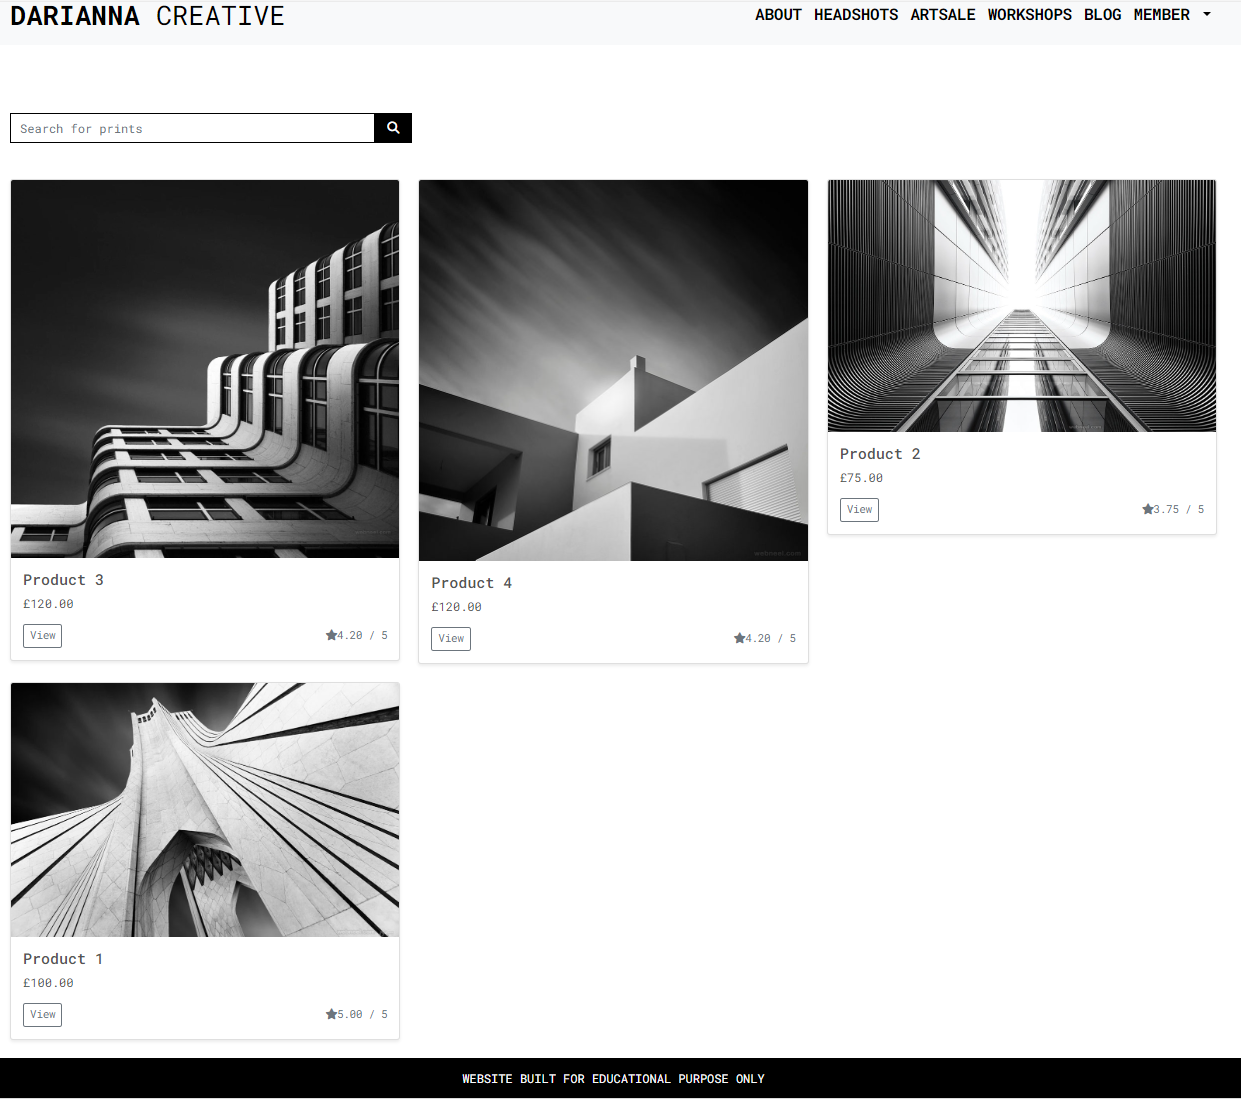 DARIANNA CREATIVE
ABOUT HEADSHOTS ARTSALE WORKSHOPS BLOG MEMBER
Search for prints
Product 3
£120.00
View
4.20 / 5
Product 4
£120.00
View
4.20 / 5
Product 2
£75.00
View
3.75 / 5
Product 1
£100.00
View
5.00 / 5
WEBSITE BUILT FOR EDUCATIONAL PURPOSE ONLY